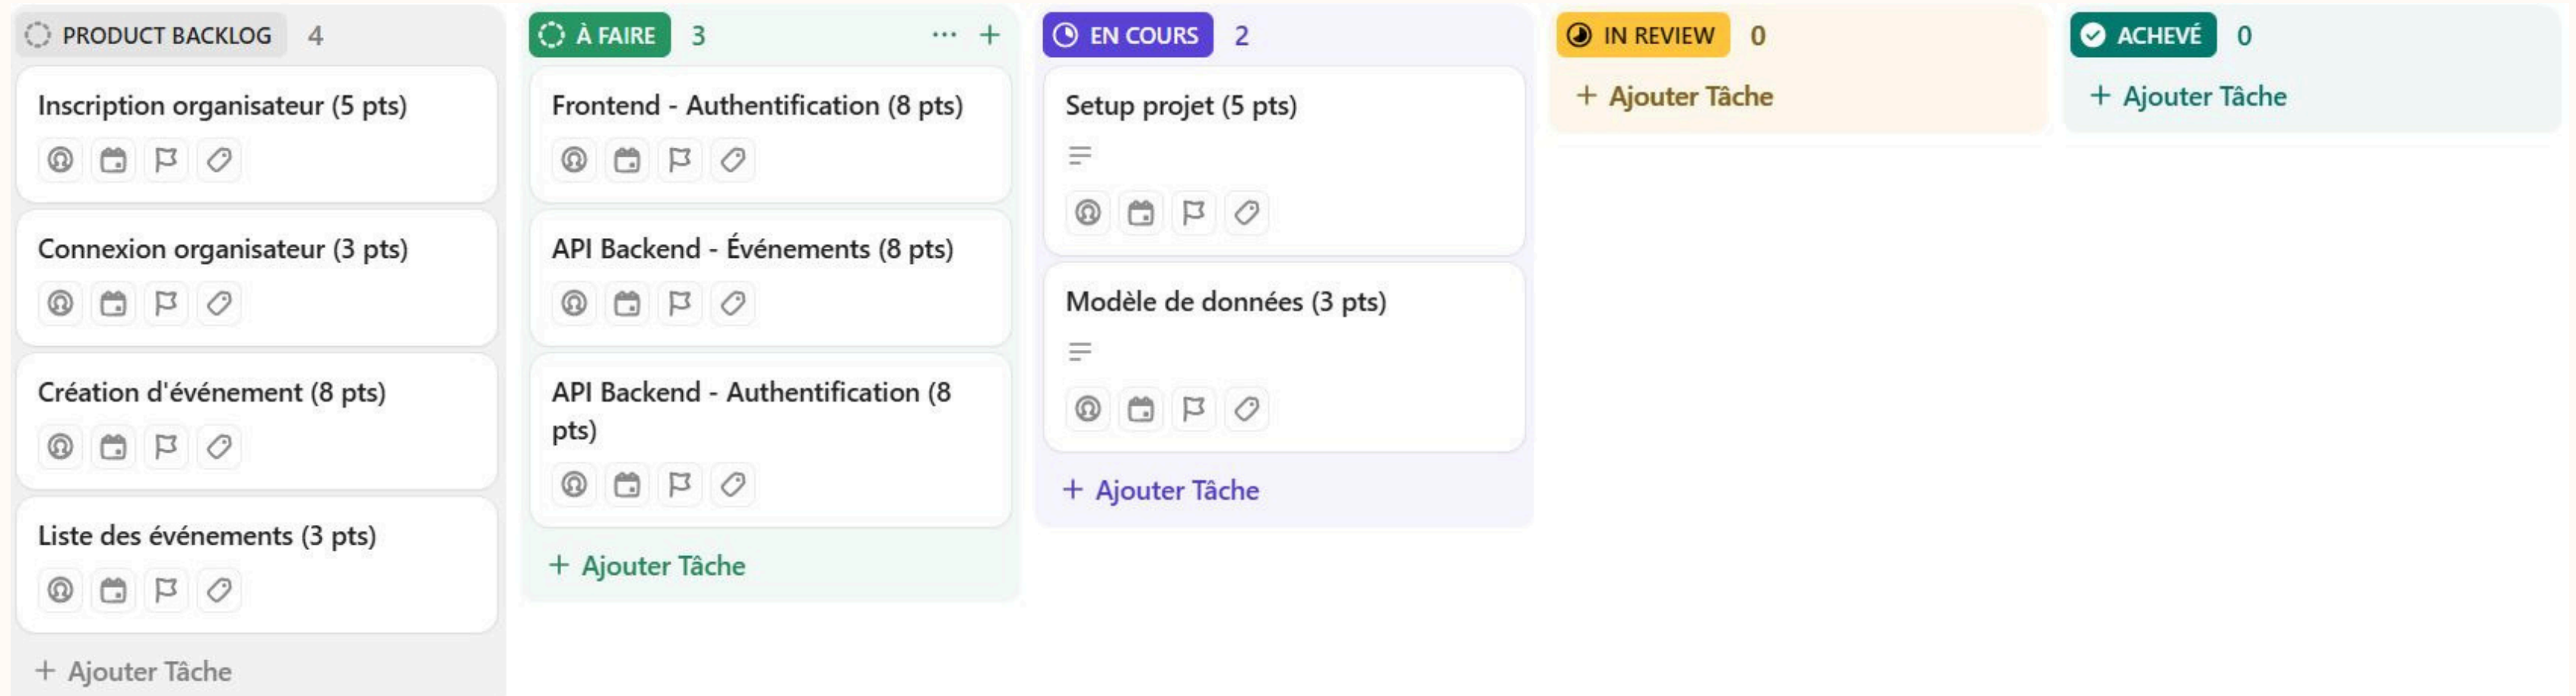 PRODUCT BACKLOG 4
Inscription organisateur (5 pts)
Connexion organisateur (3 pts)
Création d'événement (8 pts)
Liste des événements (3 pts)
+ Ajouter Tâche
À FAIRE 3 ... +
Frontend - Authentification (8 pts)
API Backend - Événements (8 pts)
API Backend - Authentification (8
pts)
+ Ajouter Tâche
EN COURS 2
Setup projet (5 pts)
Modèle de données (3 pts)
+ Ajouter Tâche
IN REVIEW 0
+ Ajouter Tâche
ACHEVÉ 0
+ Ajouter Tâche